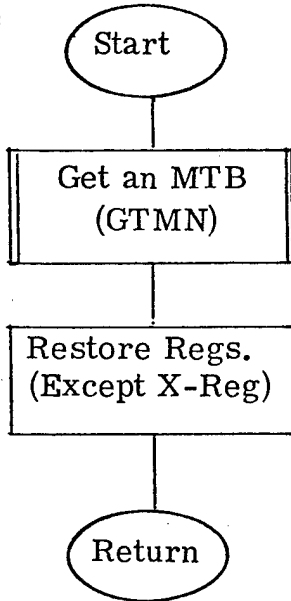 Start
Get an MTB
(GTMN)
Restore Regs.
(Except X-Reg)
Return